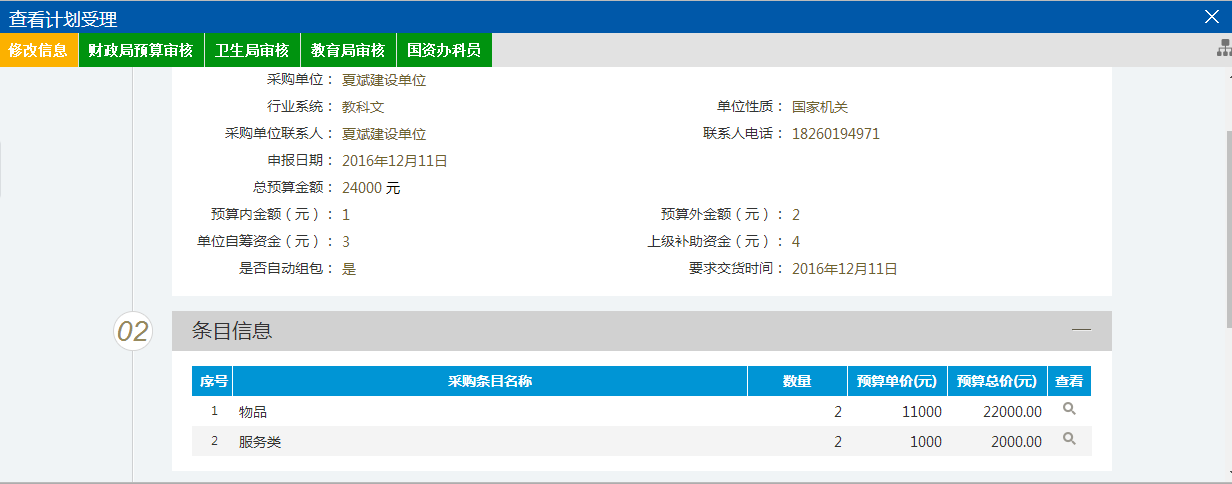 查看计划受理
修改信息 财政局预算审核 卫生局审核 教育局审核 国资办科员
采购单位： 夏斌建设单位
行业系统： 教科文 单位性质： 国家机关
采购单位联系人： 夏斌建设单位 联系人电话： 18260194971
申报日期： 2016年12月11日
总预算金额： 24000 元
预算内金额（元）： 1 预算外金额（元）： 2
单位自筹资金（元）： 3 上级补助资金（元）： 4
是否自动组包： 是 要求交货时间： 2016年12月11日
02 条目信息
序号 采购条目名称 数量 预算单价(元) 预算总价(元) 查看
1 物品 2 11000 22000.00
2 服务类 2 1000 2000.00